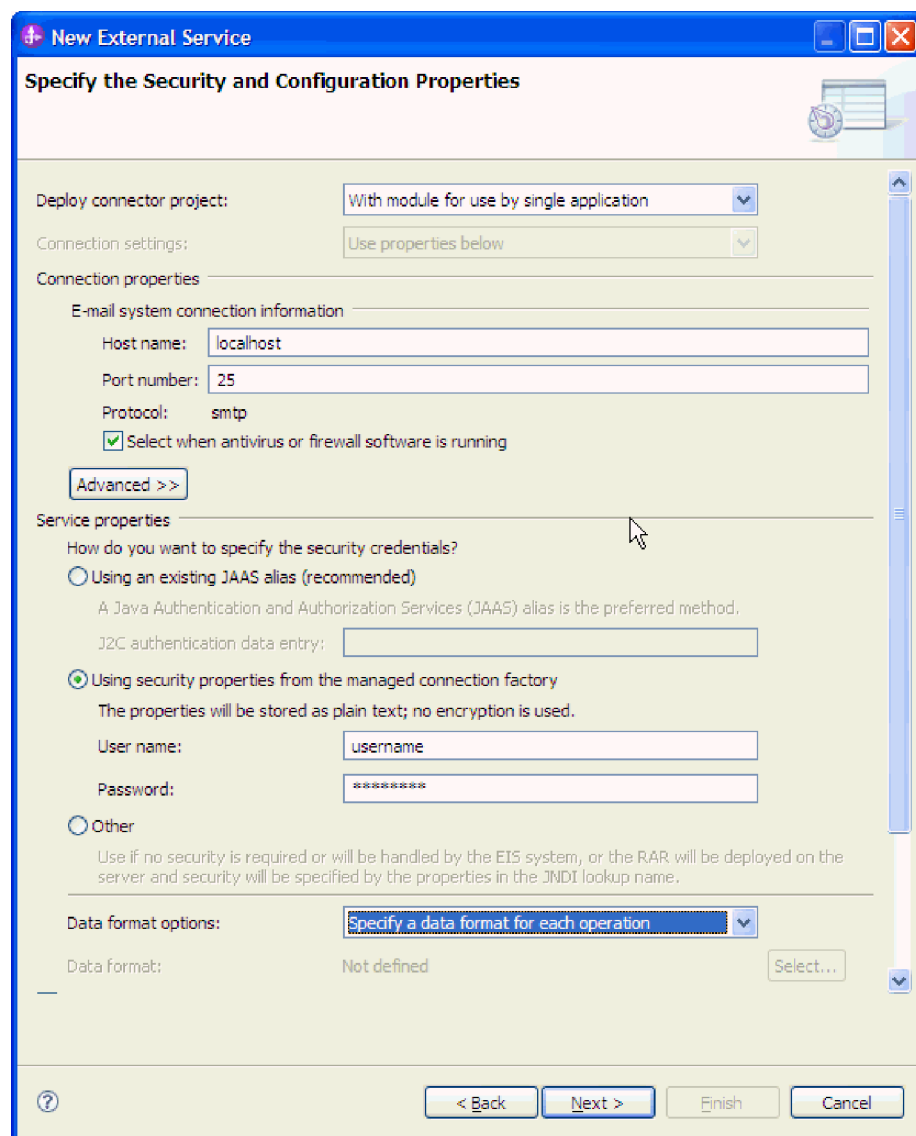 New External Service
Specify the Security and Configuration Properties
Deploy connector project: With module for use by single application
Connection settings: Use properties below
Connection properties
E-mail system connection information
Host name: localhost
Port number: 25
Protocol: smtp
Select when antivirus or firewall software is running
Advanced >>
Service properties
How do you want to specify the security credentials?
Using an existing JAAS alias (recommended)
A Java Authentication and Authorization Services (JAAS) alias is the preferred method.
J2C authentication data entry:
Using security properties from the managed connection factory
The properties will be stored as plain text; no encryption is used.
User name: username
Password: ********
Other
Use if no security is required or will be handled by the EIS system, or the RAR will be deployed on the
server and security will be specified by the properties in the JNDI lookup name.
Data format options: Specify a data format for each operation
Data format: Not defined Select...
? < Back Next > Finish Cancel